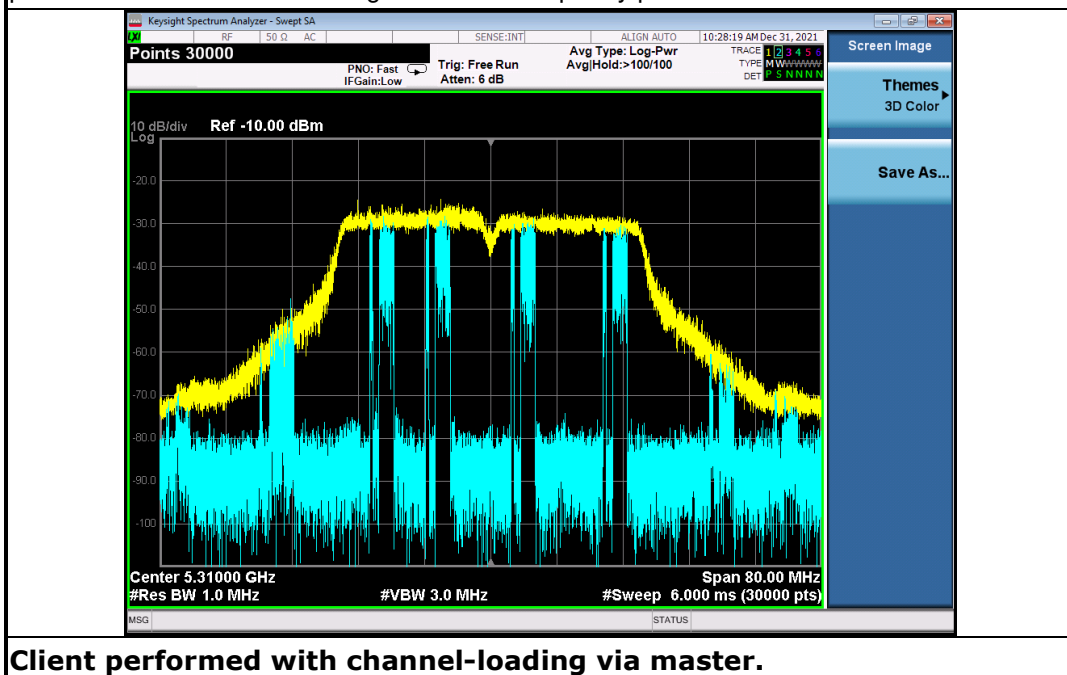 Keysight Spectrum Analyzer - Swept SA
LXI RF 50 Ω AC SENSE:INT ALIGN AUTO 10:28:19 AM Dec 31, 2021
Points 30000
PNO: Fast
IFGain:Low
Trig: Free Run
Atten: 6 dB
Avg Type: Log-Pwr
Avg|Hold:>100/100
TRACE 1 2 3 4 5 6
TYPE M W W W W W
DET P S N N N N
Screen Image
Themes
3D Color
Save As...
10 dB/div Ref -10.00 dBm
Log
-20.0
-30.0
-40.0
-50.0
-60.0
-70.0
-80.0
-90.0
-100
Center 5.31000 GHz Span 80.00 MHz
#Res BW 1.0 MHz #VBW 3.0 MHz #Sweep 6.000 ms (30000 pts)
MSG STATUS
Client performed with channel-loading via master.